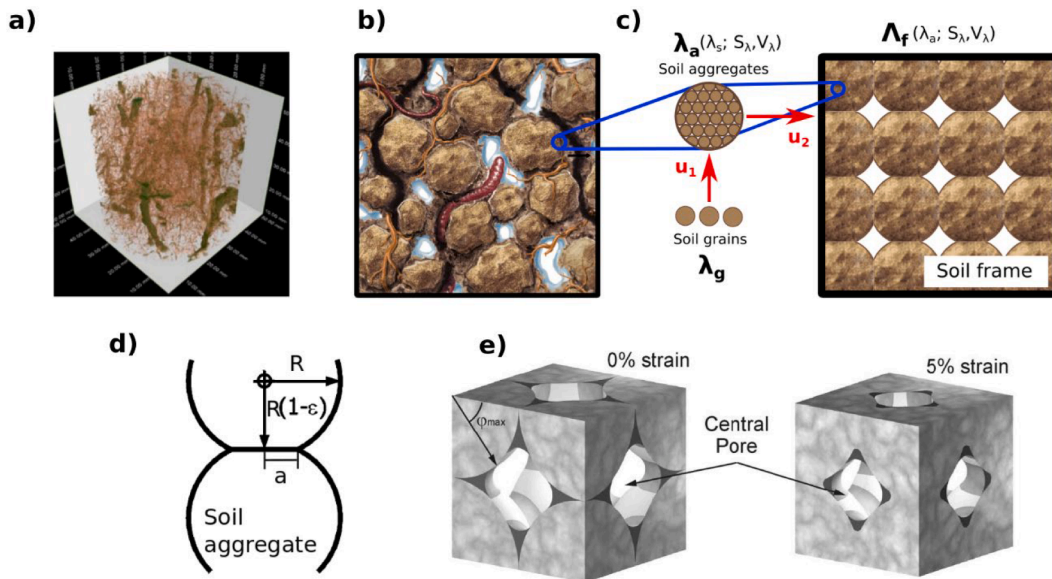 a)
b)
c)
λa(λs; Sλ,Vλ)
Soil aggregates
u1
u2
Soil grains
λg
Λf(λa; Sλ,Vλ)
Soil frame
d)
R
R(1-ε)
a
Soil
aggregate
e)
0% strain
5% strain
φmax
Central
Pore